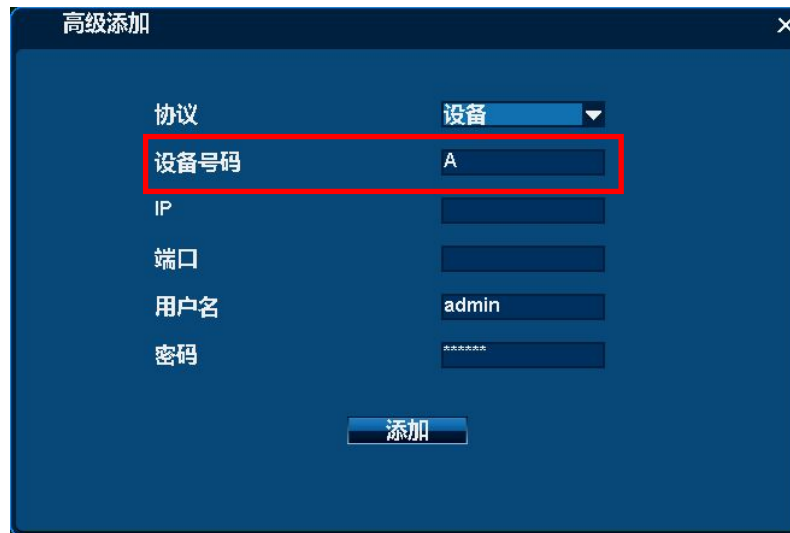 高级添加
协议 设备
设备号码 A
IP
端口
用户名 admin
密码 ******
添加